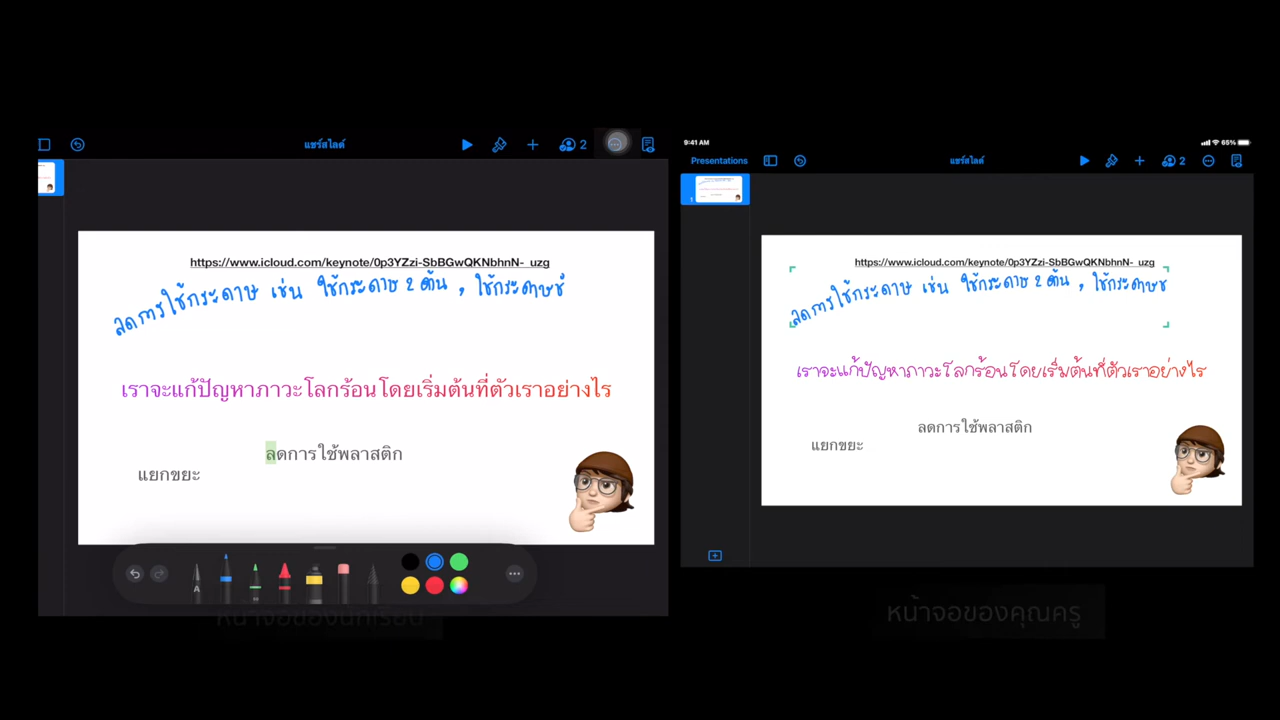 แชร์สไลด์
2
https://www.icloud.com/keynote/0p3YZzi-SbBGwQKNbhnN-_uzg
ลดการใช้กระดาษ เช่น ใช้กระดาษ 2 ด้าน , ใช้กระดาษช้
เราจะแก้ปัญหาภาวะโลกร้อนโดยเริ่มต้นที่ตัวเราอย่างไร
ลดการใช้พลาสติก
แยกขยะ
A
หน้าจอของนักเรียน
9:41 AM
65%
Presentations
แชร์สไลด์
2
1
https://www.icloud.com/keynote/0p3YZzi-SbBGwQKNbhnN-_uzg
ลดการใช้กระดาษ เช่น ใช้กระดาษ 2 ด้าน , ใช้กระดาษช
เราจะแก้ปัญหาภาวะโลกร้อนโดยเริ่มต้นที่ตัวเราอย่างไร
ลดการใช้พลาสติก
แยกขยะ
หน้าจอของคุณครู